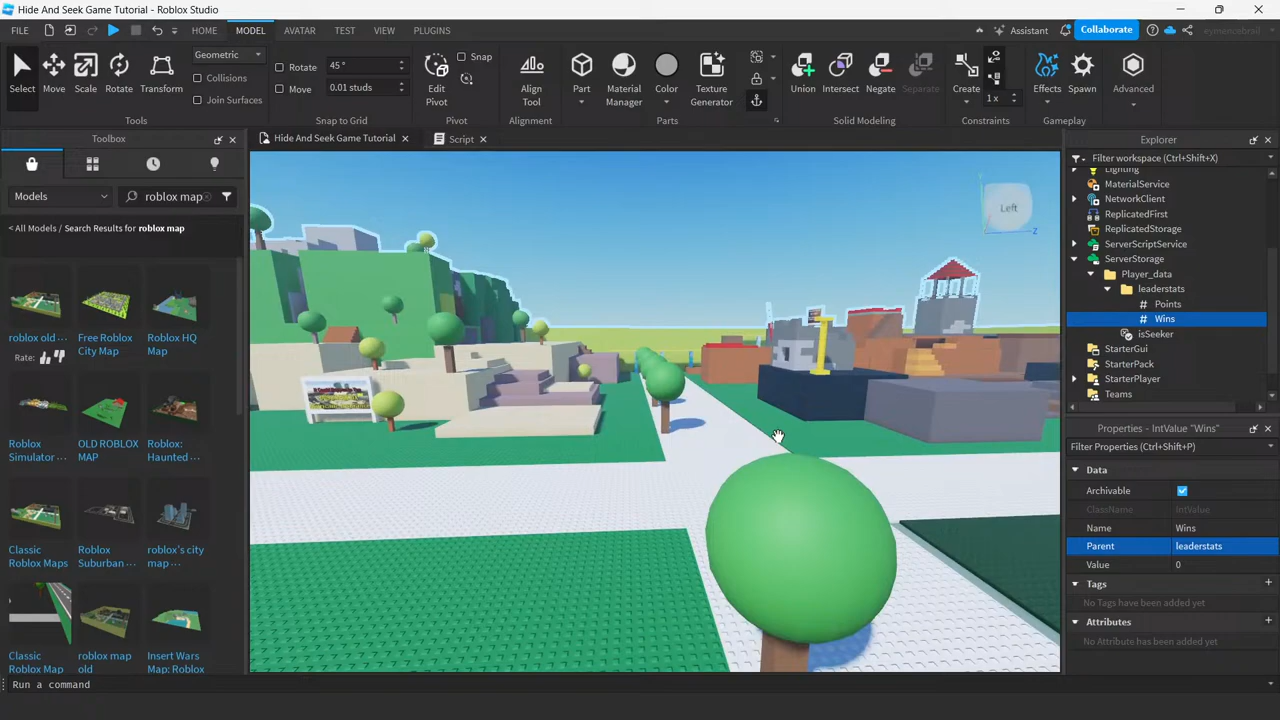 Hide And Seek Game Tutorial - Roblox Studio
FILE
HOME
MODEL
AVATAR
TEST
VIEW
PLUGINS
Assistant
Collaborate
Select
Move
Scale
Rotate
Transform
Geometric
Collisions
Join Surfaces
Tools
Rotate
45 °
Move
0.01 studs
Snap to Grid
Edit
Pivot
Snap
Pivot
Align
Tool
Alignment
Part
Material
Manager
Color
Texture
Generator
Parts
Union
Intersect
Negate
Separate
Solid Modeling
Create
1 x
Constraints
Effects
Spawn
Gameplay
Advanced
Toolbox
Hide And Seek Game Tutorial
Script
Models
roblox map
< All Models / Search Results for roblox map
roblox old ...
Rate:
Free Roblox
City Map
Roblox HQ
Map
Roblox
Simulator ...
OLD ROBLOX
MAP
Roblox:
Haunted ...
Classic
Roblox Maps
Roblox
Suburban ...
roblox's city
map ...
Classic
Roblox Map
roblox map
old
Insert Wars
Map: Roblox
Left
Z
Explorer
Filter workspace (Ctrl+Shift+X)
Lighting
MaterialService
NetworkClient
ReplicatedFirst
ReplicatedStorage
ServerScriptService
ServerStorage
Player_data
leaderstats
Points
Wins
isSeeker
StarterGui
StarterPack
StarterPlayer
Teams
Properties - IntValue "Wins"
Filter Properties (Ctrl+Shift+P)
Data
Archivable
ClassName
IntValue
Name
Wins
Parent
leaderstats
Value
0
Tags
No Tags have been added yet
Attributes
No Attribute has been added yet
Run a command